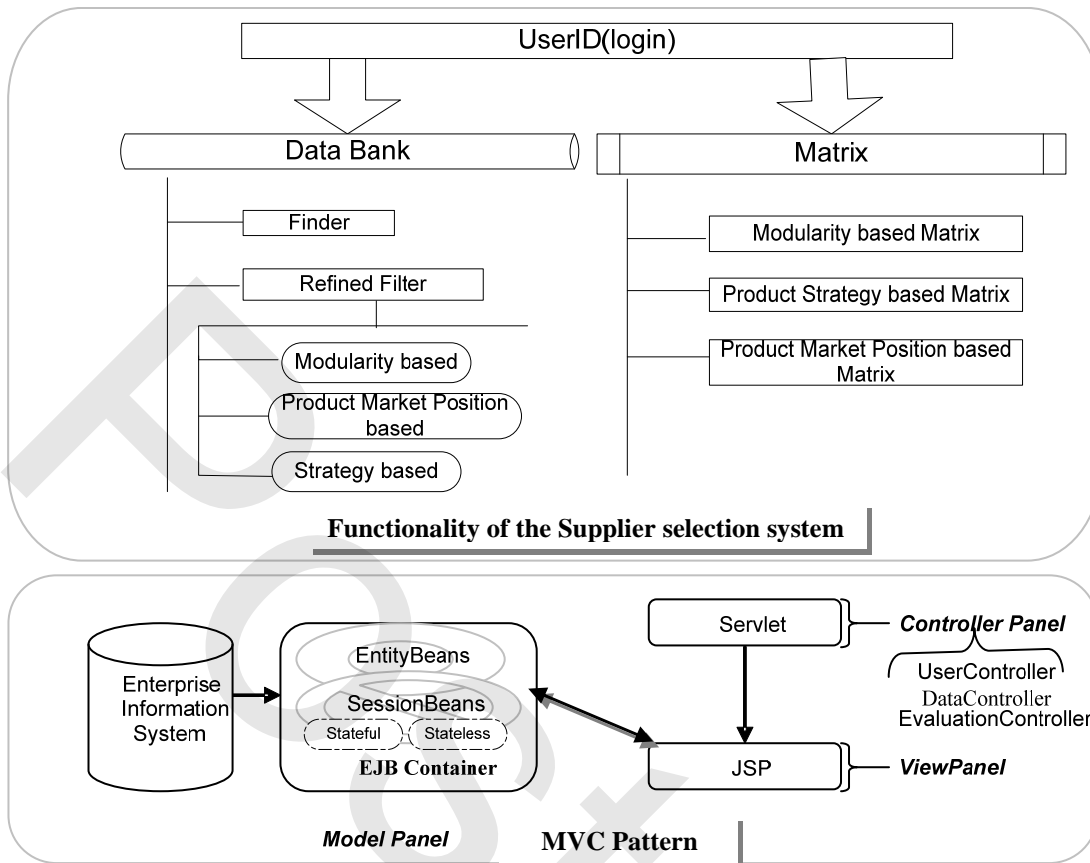 UserID(login)
Data Bank
Matrix
Finder
Refined Filter
Modularity based
Product Market Position
based
Strategy based
Modularity based Matrix
Product Strategy based Matrix
Product Market Position based
Matrix
Functionality of the Supplier selection system
Enterprise
Information
System
EntityBeans
SessionBeans
Stateful
Stateless
EJB Container
Model Panel
Servlet
JSP
Controller Panel
UserController
DataController
EvaluationController
ViewPanel
MVC Pattern